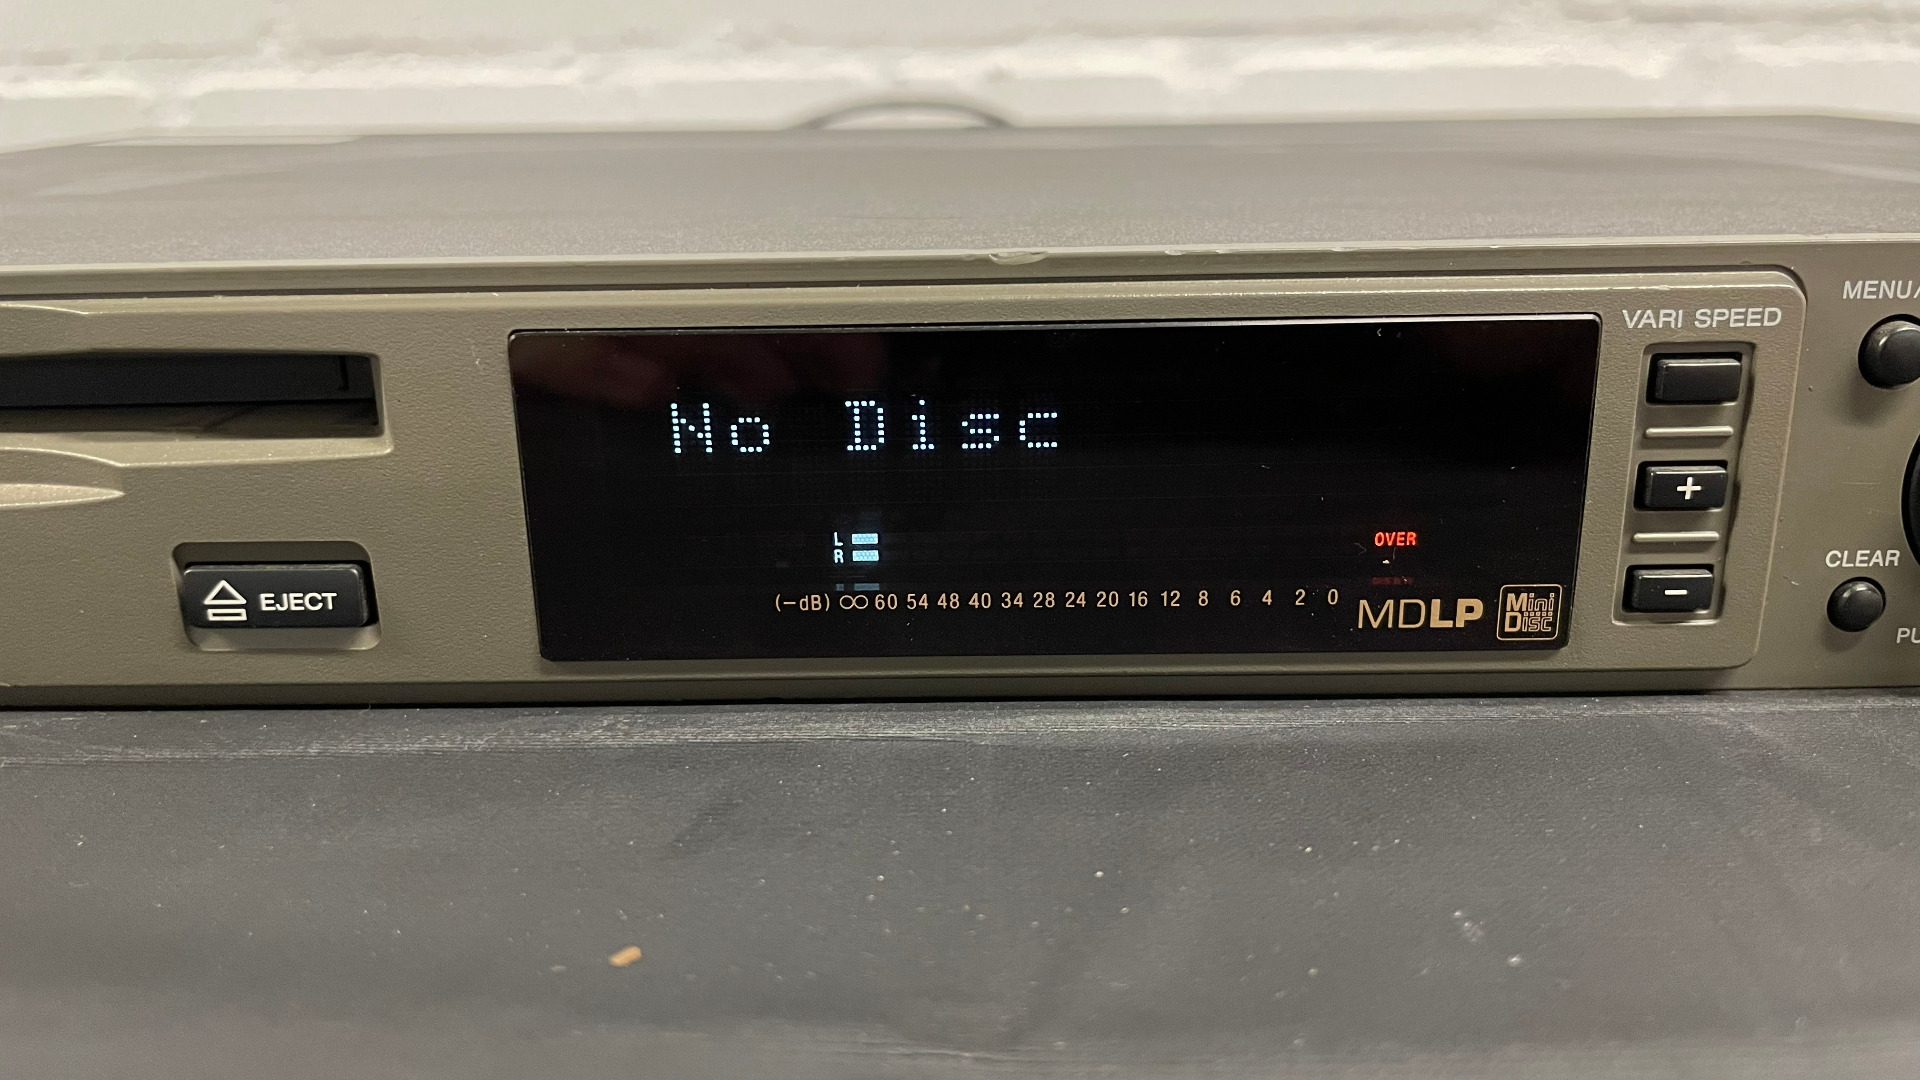 MENU/
VARI SPEED
No Disc
+
L
R
OVER
CLEAR
EJECT
(−dB) ∞ 60 54 48 40 34 28 24 20 16 12 8 6 4 2 0
MDLP
Mini
Disc
−
PU